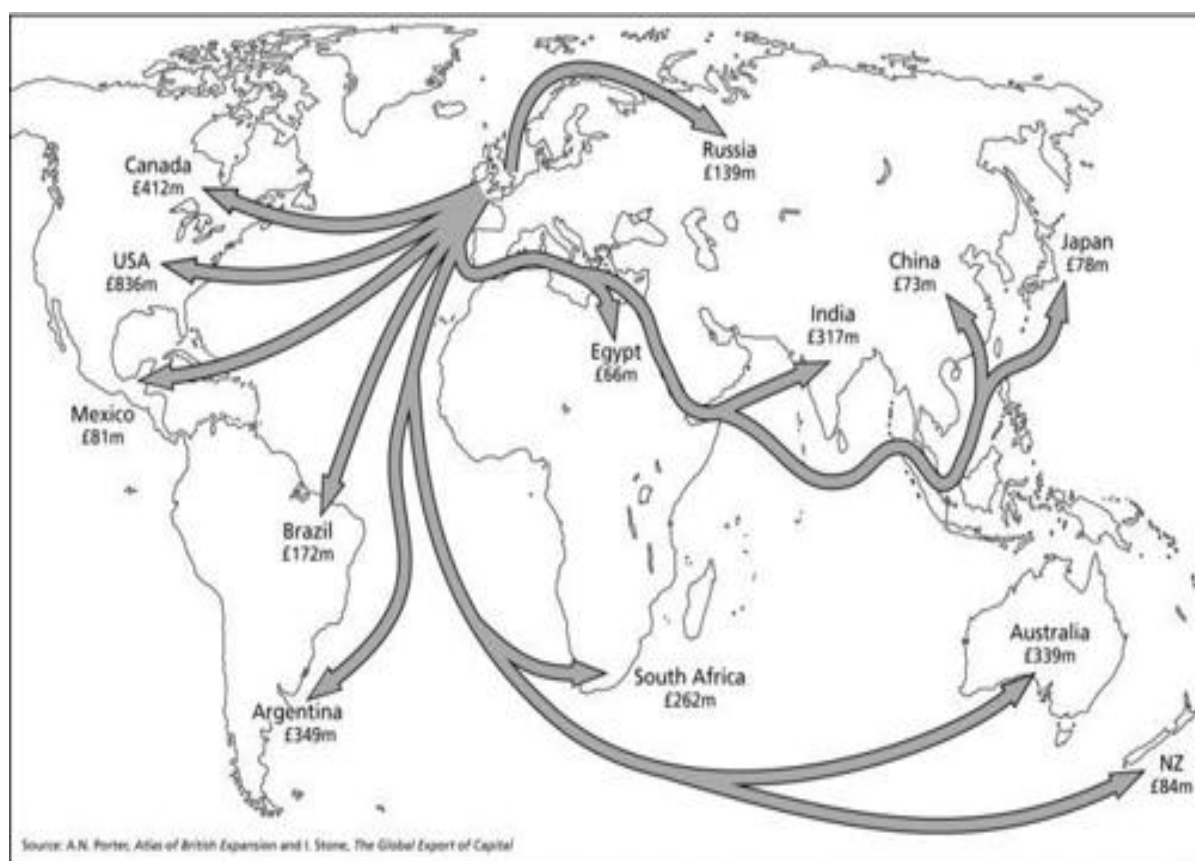 Russia
£139m
Canada
£412m
USA
£836m
Japan
£78m
China
£73m
India
£317m
Egypt
£66m
Mexico
£81m
Brazil
£172m
Australia
£339m
South Africa
£262m
Argentina
£349m
NZ
£84m
Source: A.N. Porter, Atlas of British Expansion and I. Stone, The Global Export of Capital